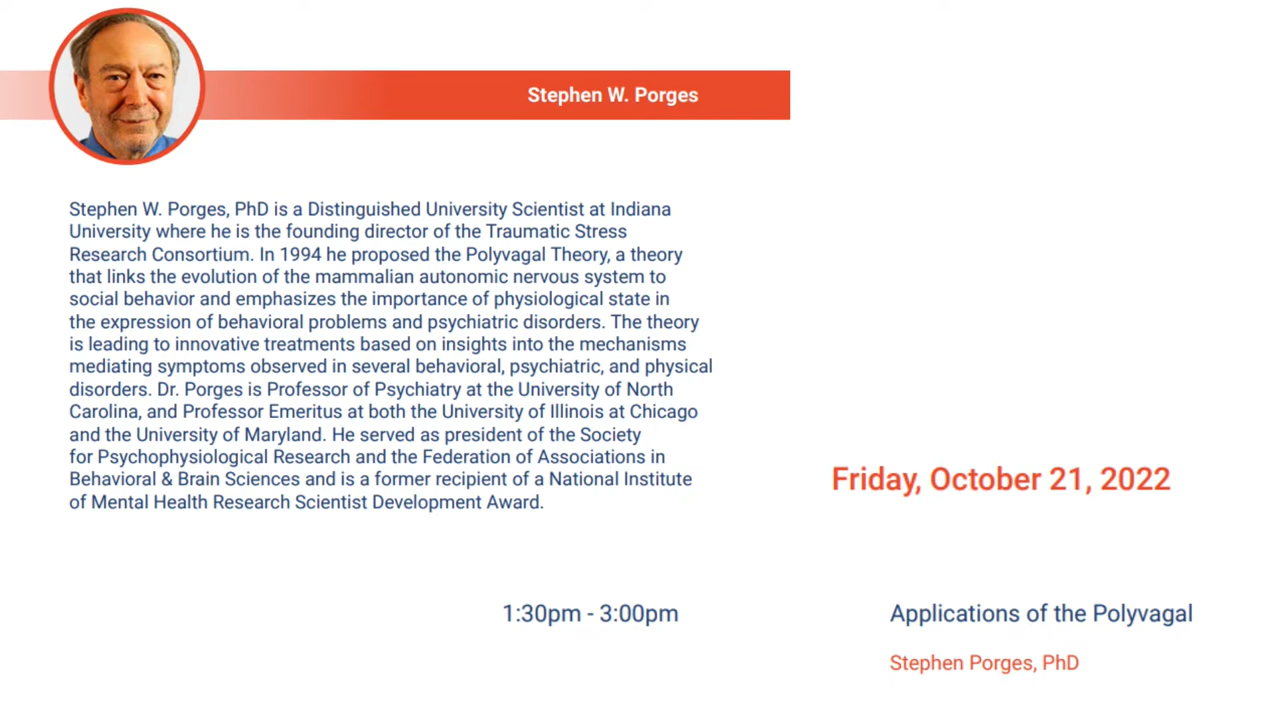 Stephen W. Porges
Stephen W. Porges, PhD is a Distinguished University Scientist at Indiana
University where he is the founding director of the Traumatic Stress
Research Consortium. In 1994 he proposed the Polyvagal Theory, a theory
that links the evolution of the mammalian autonomic nervous system to
social behavior and emphasizes the importance of physiological state in
the expression of behavioral problems and psychiatric disorders. The theory
is leading to innovative treatments based on insights into the mechanisms
mediating symptoms observed in several behavioral, psychiatric, and physical
disorders. Dr. Porges is Professor of Psychiatry at the University of North
Carolina, and Professor Emeritus at both the University of Illinois at Chicago
and the University of Maryland. He served as president of the Society
for Psychophysiological Research and the Federation of Associations in
Behavioral & Brain Sciences and is a former recipient of a National Institute
of Mental Health Research Scientist Development Award.
Friday, October 21, 2022
1:30pm - 3:00pm
Applications of the Polyvagal
Stephen Porges, PhD